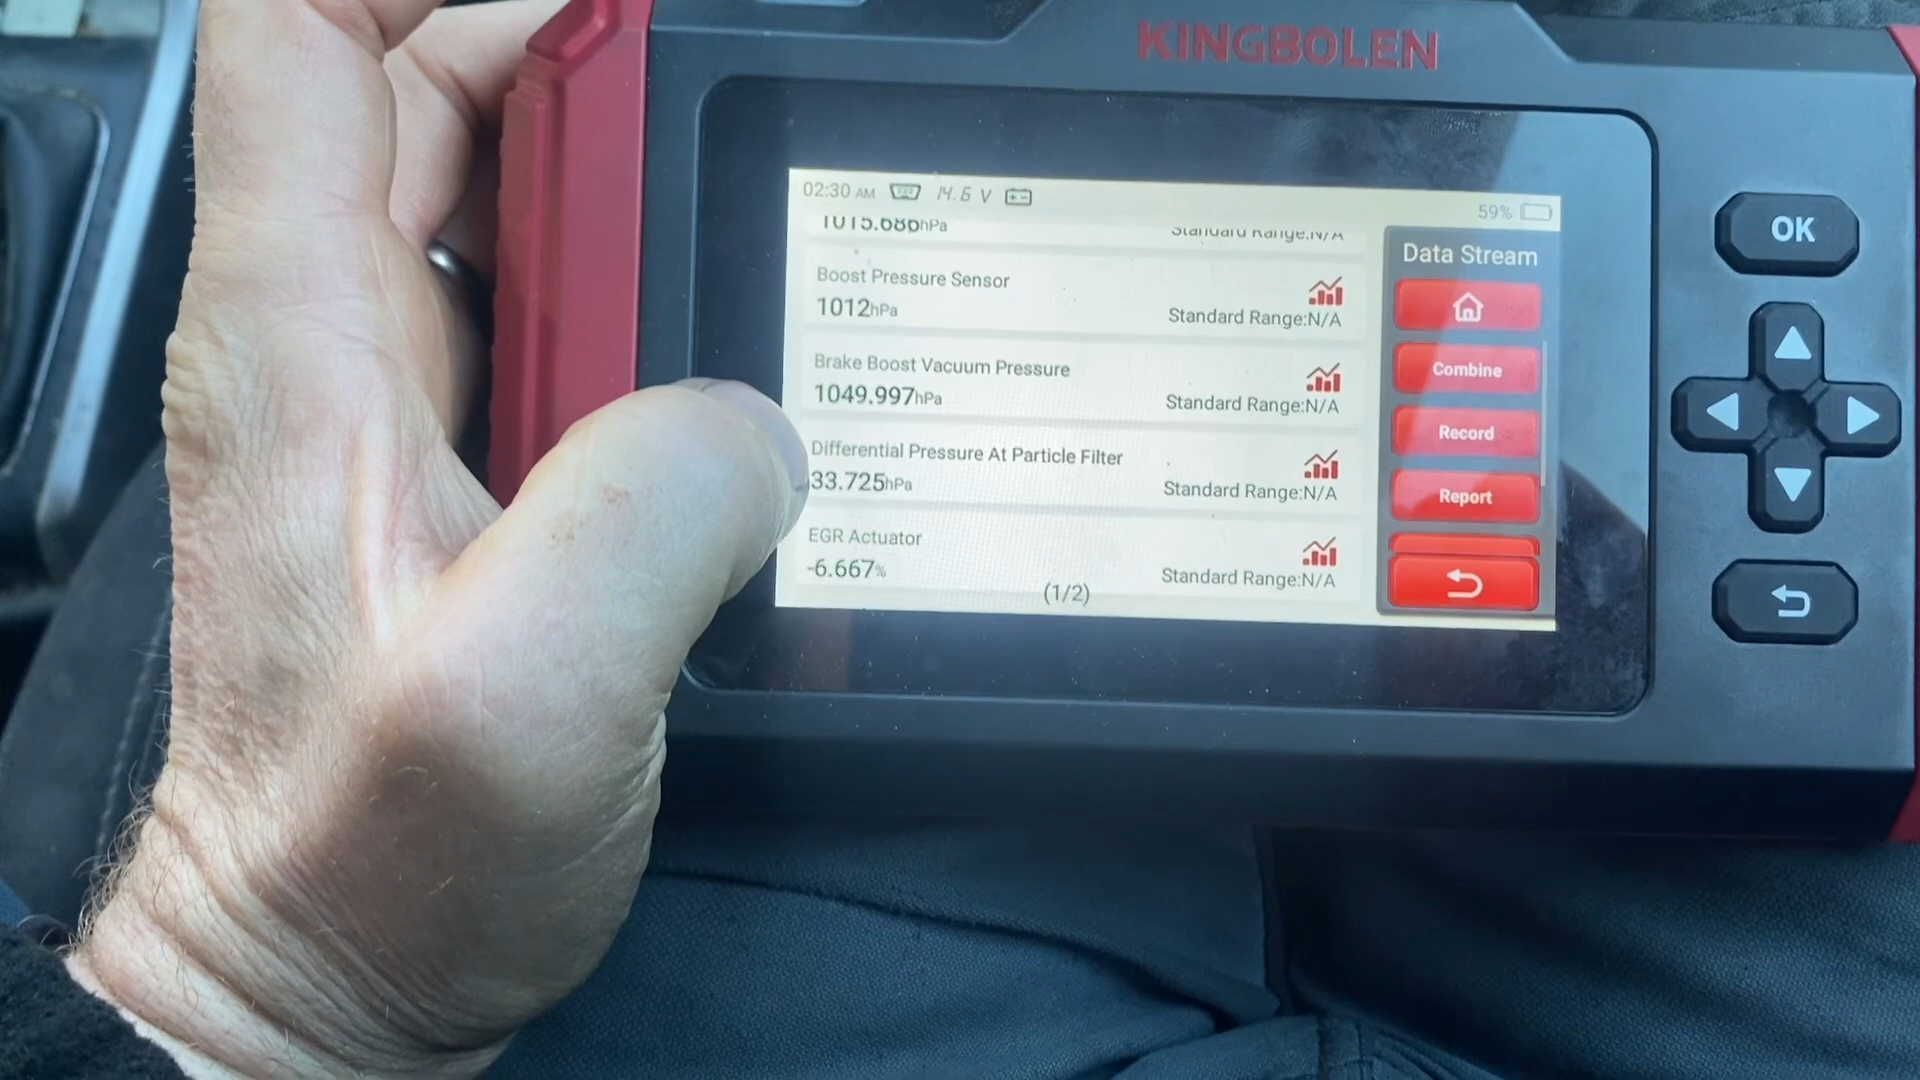 KINGBOLEN
02:30 AM 14.6 V 59%
1015.686hPa Standard Range:N/A
Data Stream
Boost Pressure Sensor
1012hPa Standard Range:N/A
Combine
Brake Boost Vacuum Pressure
1049.997hPa Standard Range:N/A
Record
Differential Pressure At Particle Filter
33.725hPa Standard Range:N/A
Report
EGR Actuator
-6.667% Standard Range:N/A
(1/2)
OK